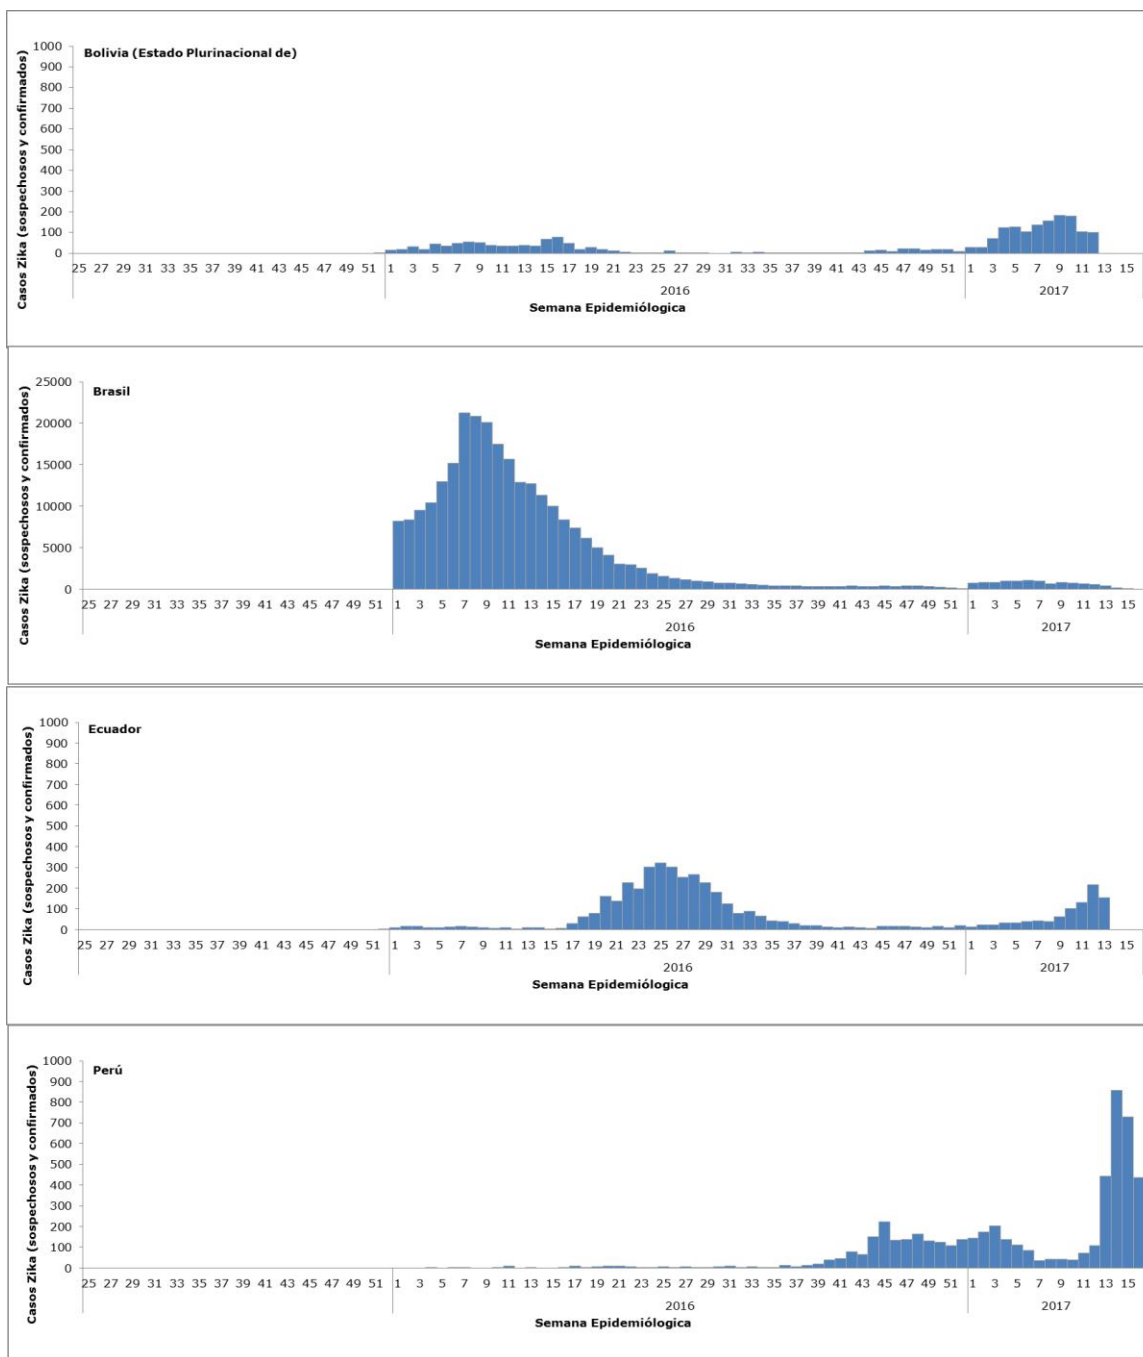 Bolivia (Estado Plurinacional de)
Casos Zika (sospechosos y confirmados)
1000
900
800
700
600
500
400
300
200
100
0
25 27 29 31 33 35 37 39 41 43 45 47 49 51 1 3 5 7 9 11 13 15 17 19 21 23 25 27 29 31 33 35 37 39 41 43 45 47 49 51 1 3 5 7 9 11 13 15
2016 2017
Semana Epidemiólogica
Brasil
Casos Zika (sospechosos y confirmados)
25000
20000
15000
10000
5000
0
25 27 29 31 33 35 37 39 41 43 45 47 49 51 1 3 5 7 9 11 13 15 17 19 21 23 25 27 29 31 33 35 37 39 41 43 45 47 49 51 1 3 5 7 9 11 13 15
2016 2017
Semana Epidemiólogica
Ecuador
Casos Zika (sospechosos y confirmados)
1000
900
800
700
600
500
400
300
200
100
0
25 27 29 31 33 35 37 39 41 43 45 47 49 51 1 3 5 7 9 11 13 15 17 19 21 23 25 27 29 31 33 35 37 39 41 43 45 47 49 51 1 3 5 7 9 11 13 15
2016 2017
Semana Epidemiólogica
Perú
Casos Zika (sospechosos y confirmados)
1000
900
800
700
600
500
400
300
200
100
0
25 27 29 31 33 35 37 39 41 43 45 47 49 51 1 3 5 7 9 11 13 15 17 19 21 23 25 27 29 31 33 35 37 39 41 43 45 47 49 51 1 3 5 7 9 11 13 15
2016 2017
Semana Epidemiólogica